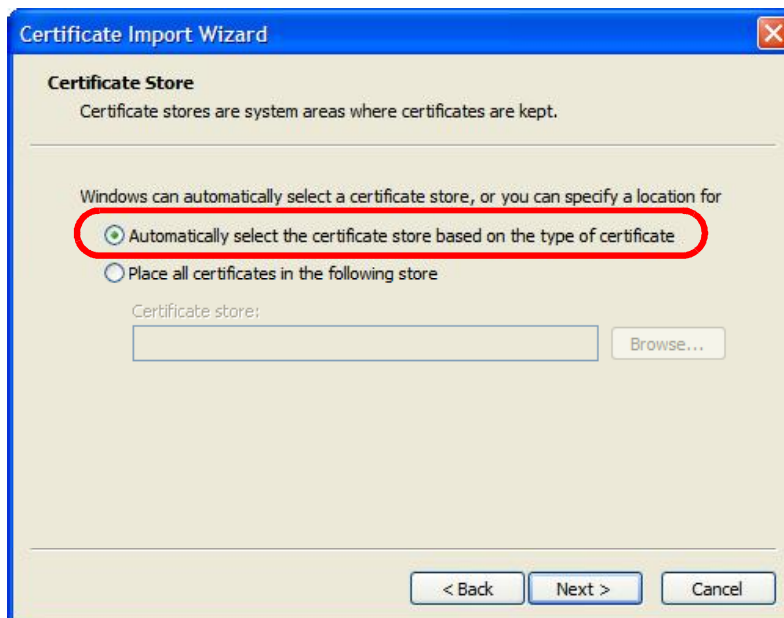 Certificate Import Wizard
Certificate Store
Certificate stores are system areas where certificates are kept.
Windows can automatically select a certificate store, or you can specify a location for
Automatically select the certificate store based on the type of certificate
Place all certificates in the following store
Certificate store:
Browse...
< Back
Next >
Cancel